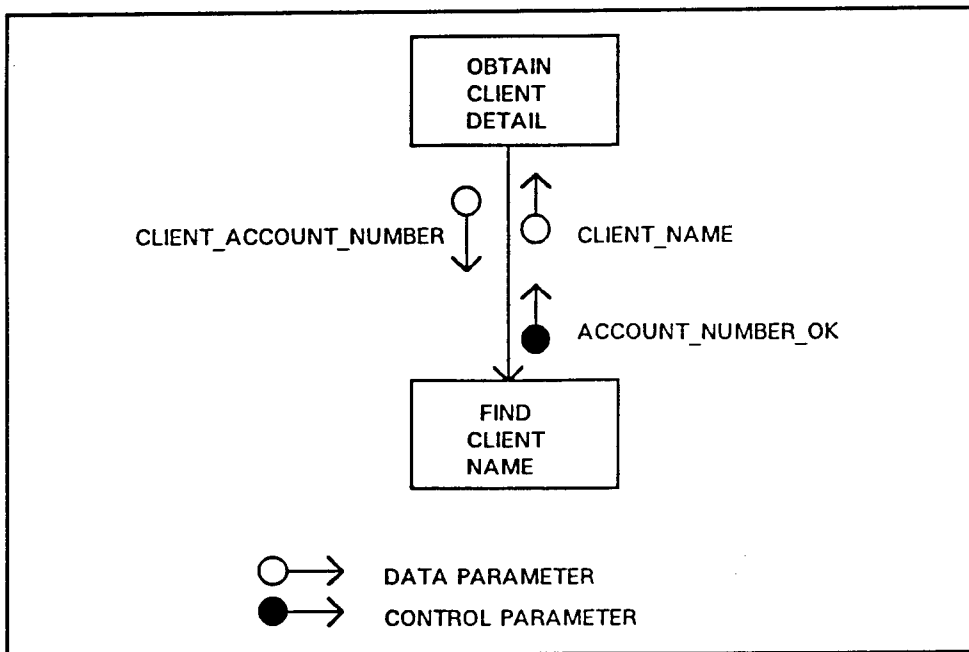 OBTAIN
CLIENT
DETAIL
CLIENT_ACCOUNT_NUMBER
CLIENT_NAME
ACCOUNT_NUMBER_OK
FIND
CLIENT
NAME
DATA PARAMETER
CONTROL PARAMETER